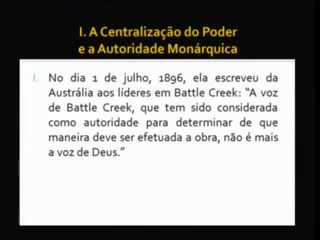 I. A Centralização do Poder
e a Autoridade Monárquica
I. No dia 1 de julho, 1896, ela escreveu da
Austrália aos líderes em Battle Creek: “A voz
de Battle Creek, que tem sido considerada
como autoridade para determinar de que
maneira deve ser efetuada a obra, não é mais
a voz de Deus.”